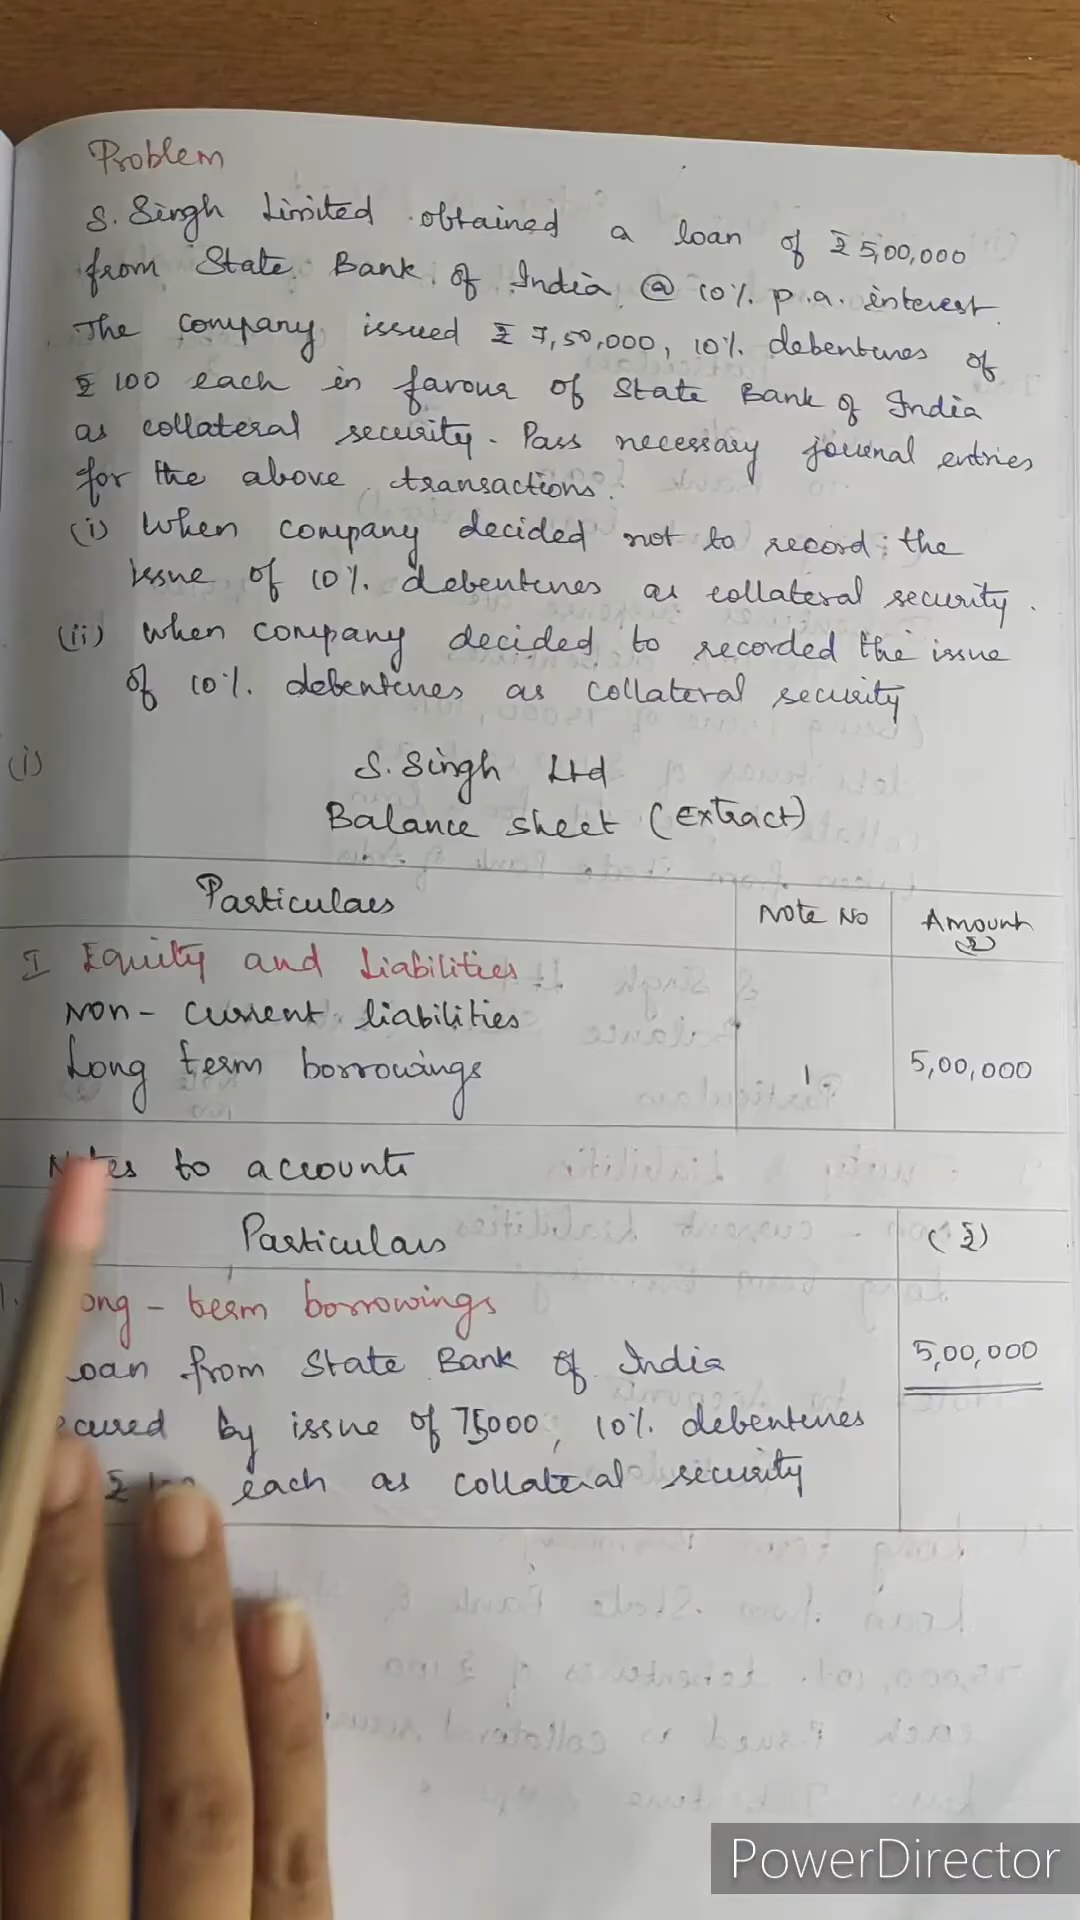 Problem
S. Singh Limited obtained a loan of ₹ 5,00,000
from State Bank of India @ 10% p.a. interest.
The company issued ₹ 7,50,000, 10% debentures of
₹ 100 each in favour of State Bank of India
as collateral security. Pass necessary journal entries
for the above transactions.
(i) When company decided not to record the
issue of 10% debentures as collateral security.
(ii) When company decided to recorded the issue
of 10% debentures as collateral security
(i) S. Singh Ltd
Balance sheet (Extract)
Particulars Note No Amount (₹)
I Equity and Liabilities
Non-current liabilities
Long term borrowings 1 5,00,000
Notes to accounts
Particulars (₹)
1. ong-term borrowings
oan from State Bank of India 5,00,000
ecured by issue of 75000, 10% debentures
₹ 100 each as collateral security
PowerDirector